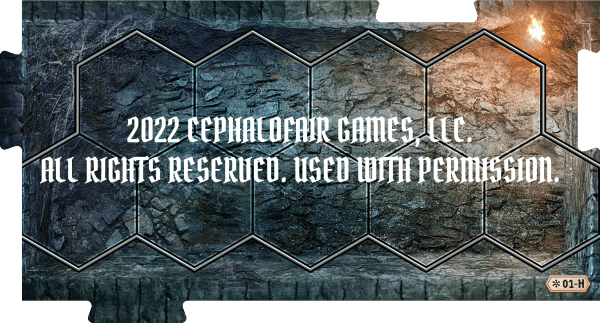 2022 CEPHALOFAIR GAMES, LLC.
ALL RIGHTS RESERVED. USED WITH PERMISSION.
* 01-H